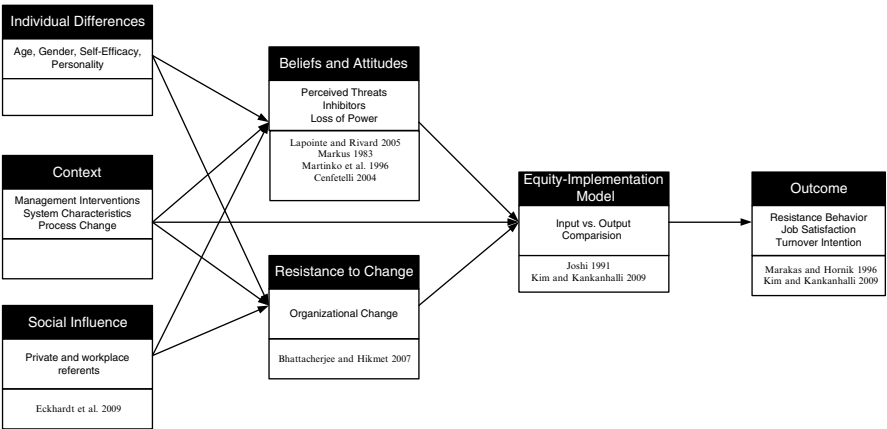 Individual Differences
Age, Gender, Self-Efficacy,
Personality
Context
Management Interventions
System Characteristics
Process Change
Social Influence
Private and workplace
referents
Eckhardt et al. 2009
Beliefs and Attitudes
Perceived Threats
Inhibitors
Loss of Power
Lapointe and Rivard 2005
Markus 1983
Martinko et al. 1996
Cenfetelli 2004
Resistance to Change
Organizational Change
Bhattacherjee and Hikmet 2007
Equity-Implementation
Model
Input vs. Output
Comparision
Joshi 1991
Kim and Kankanhalli 2009
Outcome
Resistance Behavior
Job Satisfaction
Turnover Intention
Marakas and Hornik 1996
Kim and Kankanhalli 2009